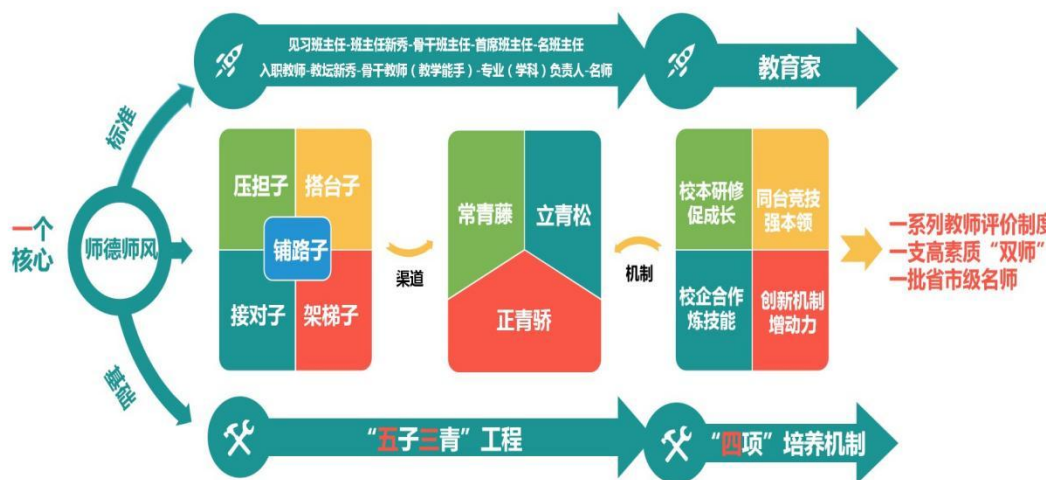 见习班主任-班主任新秀-骨干班主任-首席班主任-名班主任
入职教师-教坛新秀-骨干教师（教学能手）-专业（学科）负责人-名师
教育家
标准
一个
核心
师德师风
基础
压担子
搭台子
铺路子
接对子
架梯子
渠道
常青藤
立青松
正青骄
机制
校本研修
促成长
同台竞技
强本领
校企合作
炼技能
创新机制
增动力
一系列教师评价制度
一支高素质“双师”
一批省市级名师
“五子三青”工程
“四项”培养机制